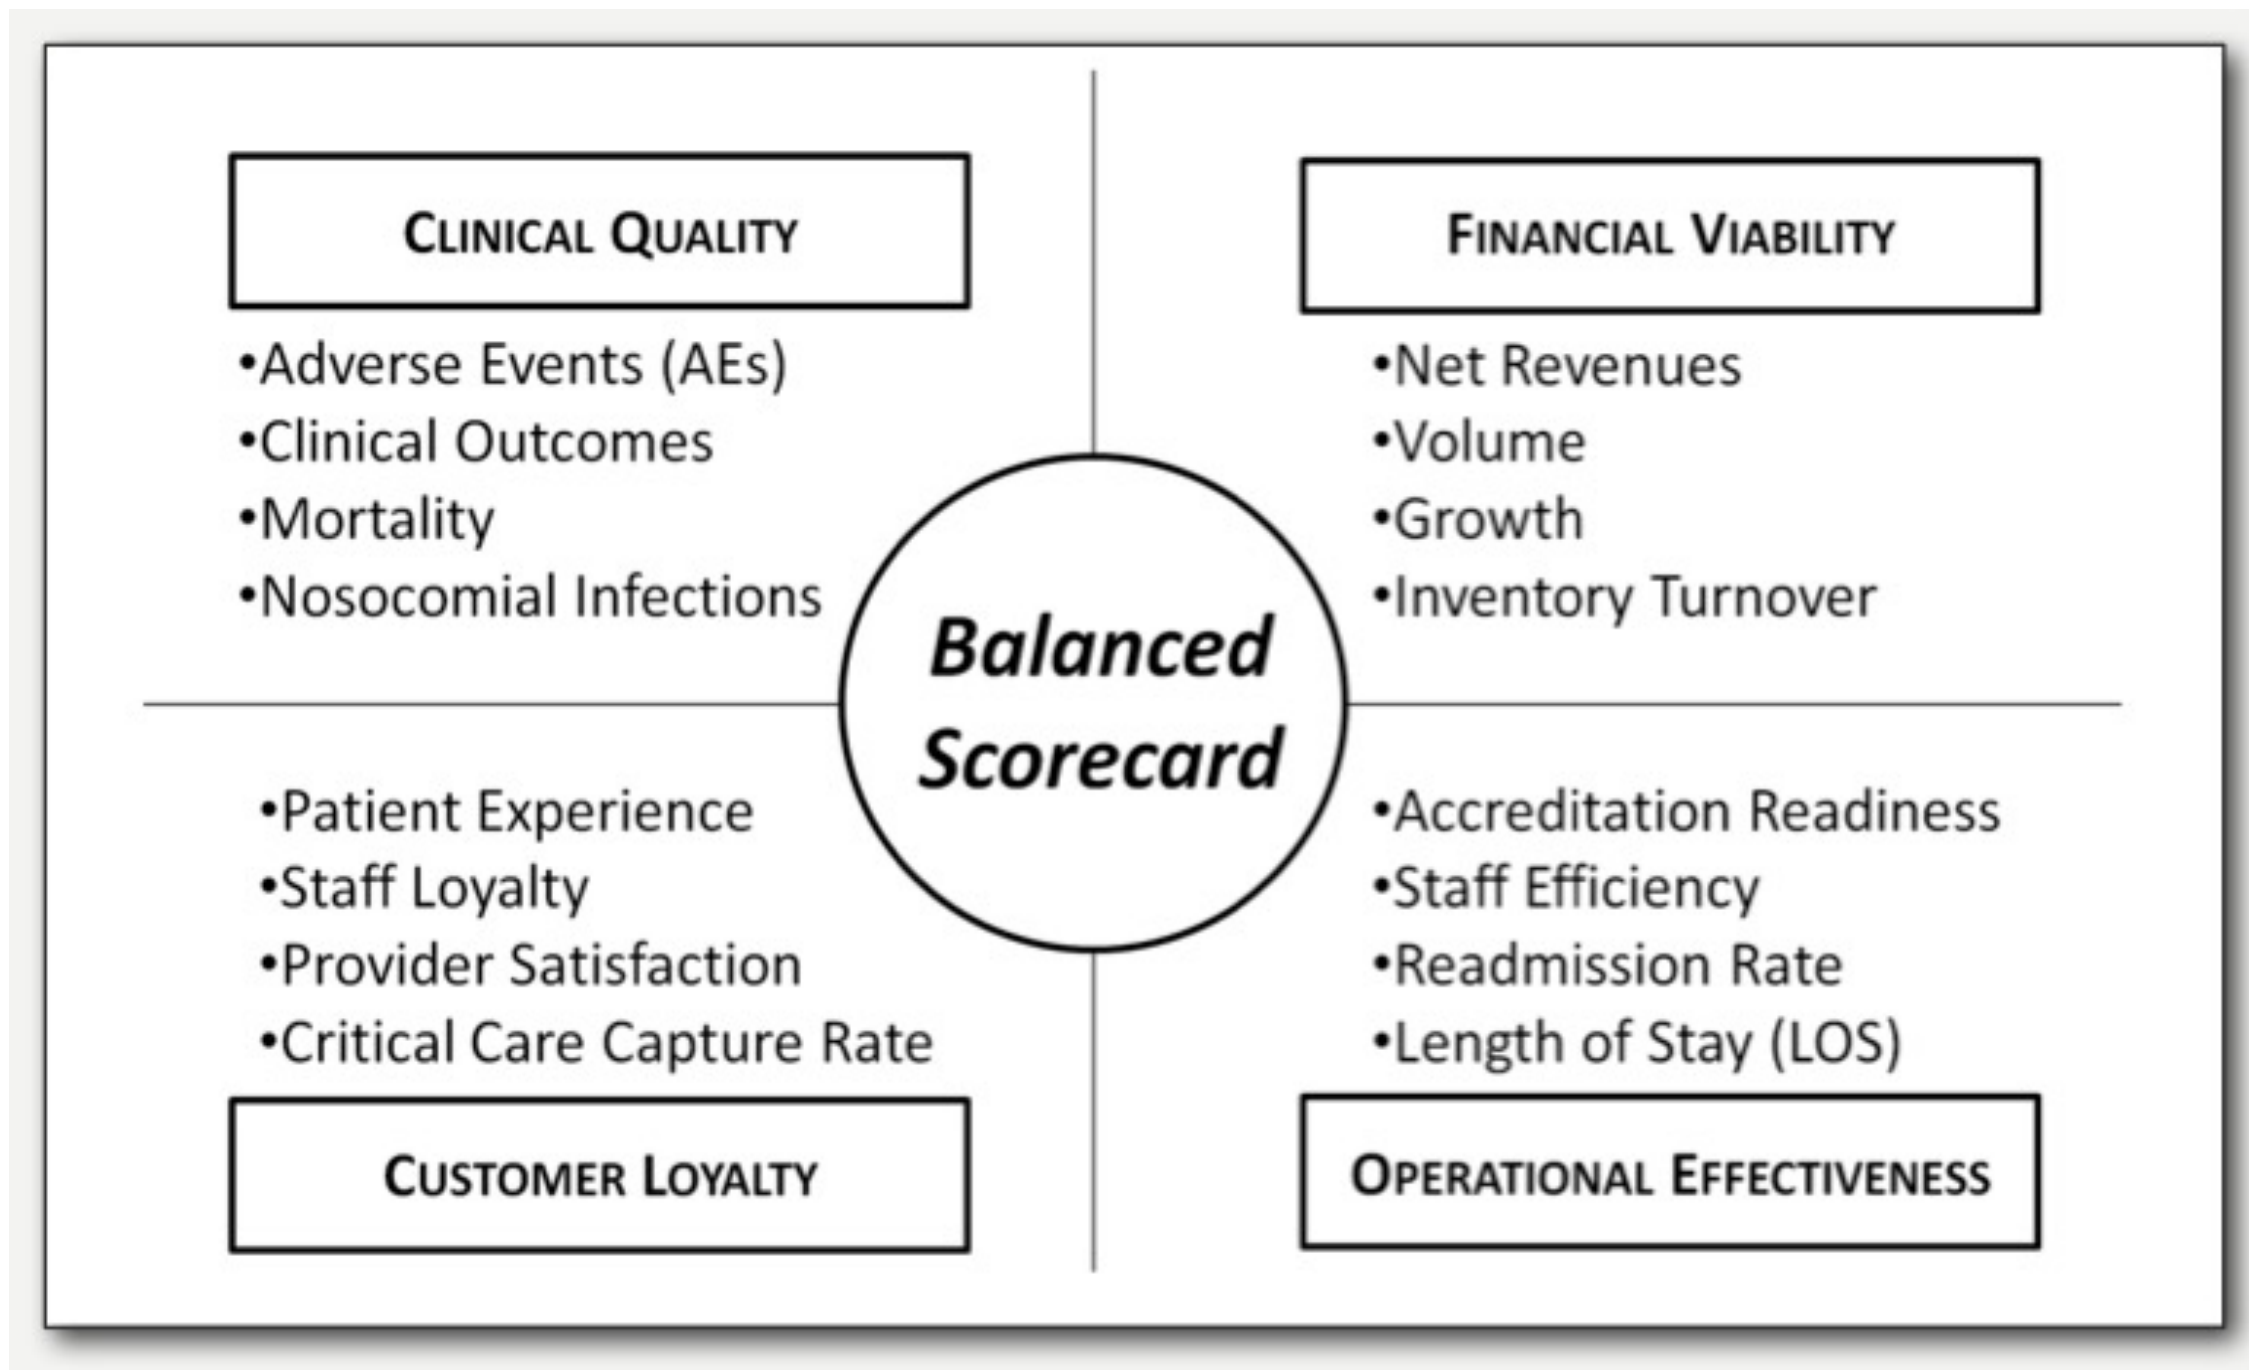 CLINICAL QUALITY
•Adverse Events (AEs)
•Clinical Outcomes
•Mortality
•Nosocomial Infections
FINANCIAL VIABILITY
•Net Revenues
•Volume
•Growth
•Inventory Turnover
Balanced
Scorecard
•Patient Experience
•Staff Loyalty
•Provider Satisfaction
•Critical Care Capture Rate
CUSTOMER LOYALTY
•Accreditation Readiness
•Staff Efficiency
•Readmission Rate
•Length of Stay (LOS)
OPERATIONAL EFFECTIVENESS